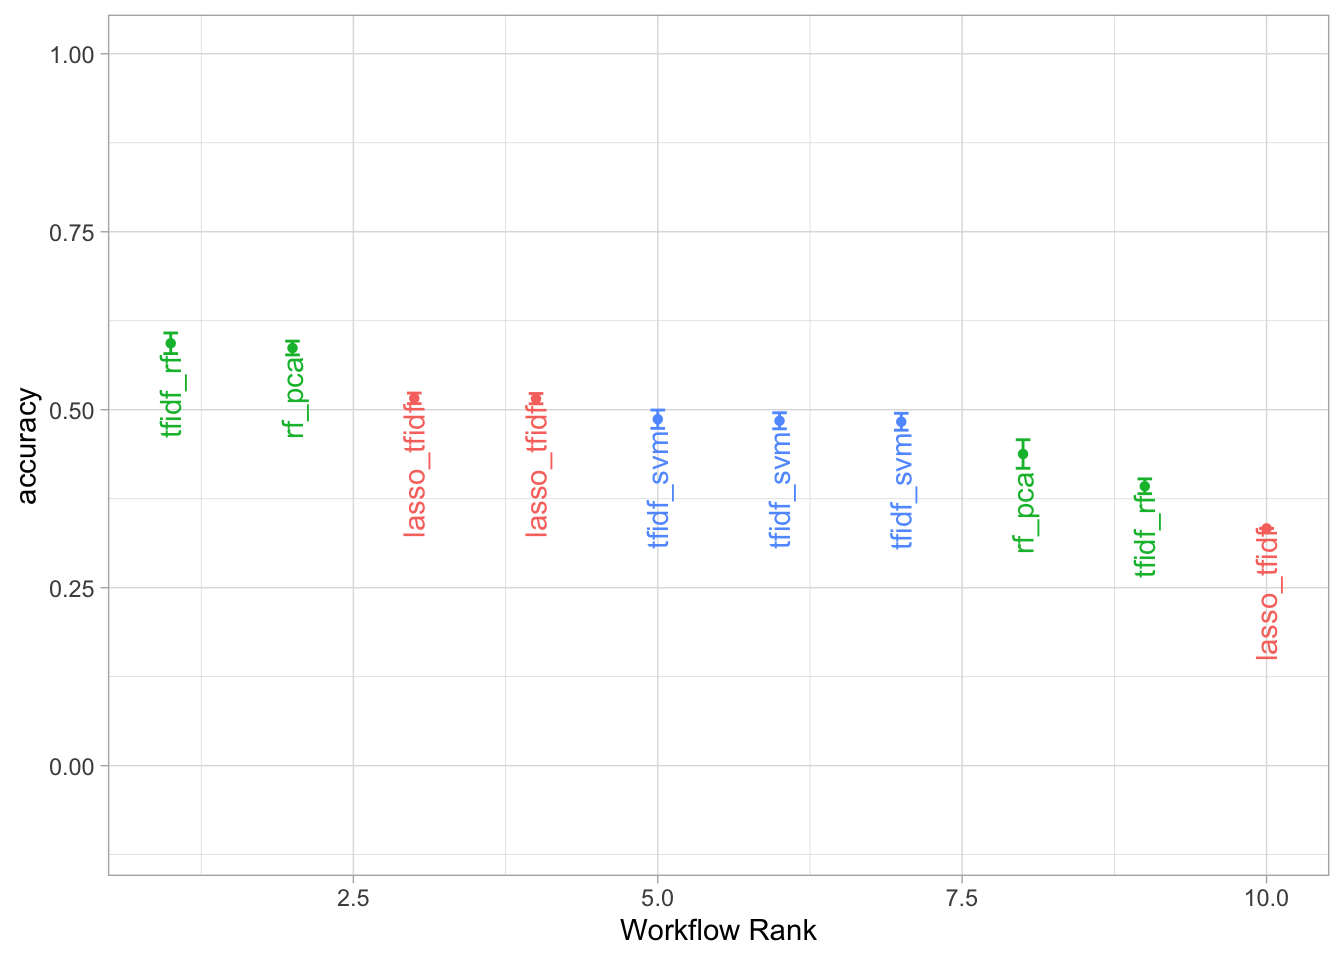 1.00
0.75
0.50
0.25
0.00
accuracy
tfidf_rf
rf_pca
lasso_tfidf
lasso_tfidf
tfidf_svm
tfidf_svm
tfidf_svm
rf_pca
tfidf_rf
lasso_tfidf
2.5
5.0
7.5
10.0
Workflow Rank